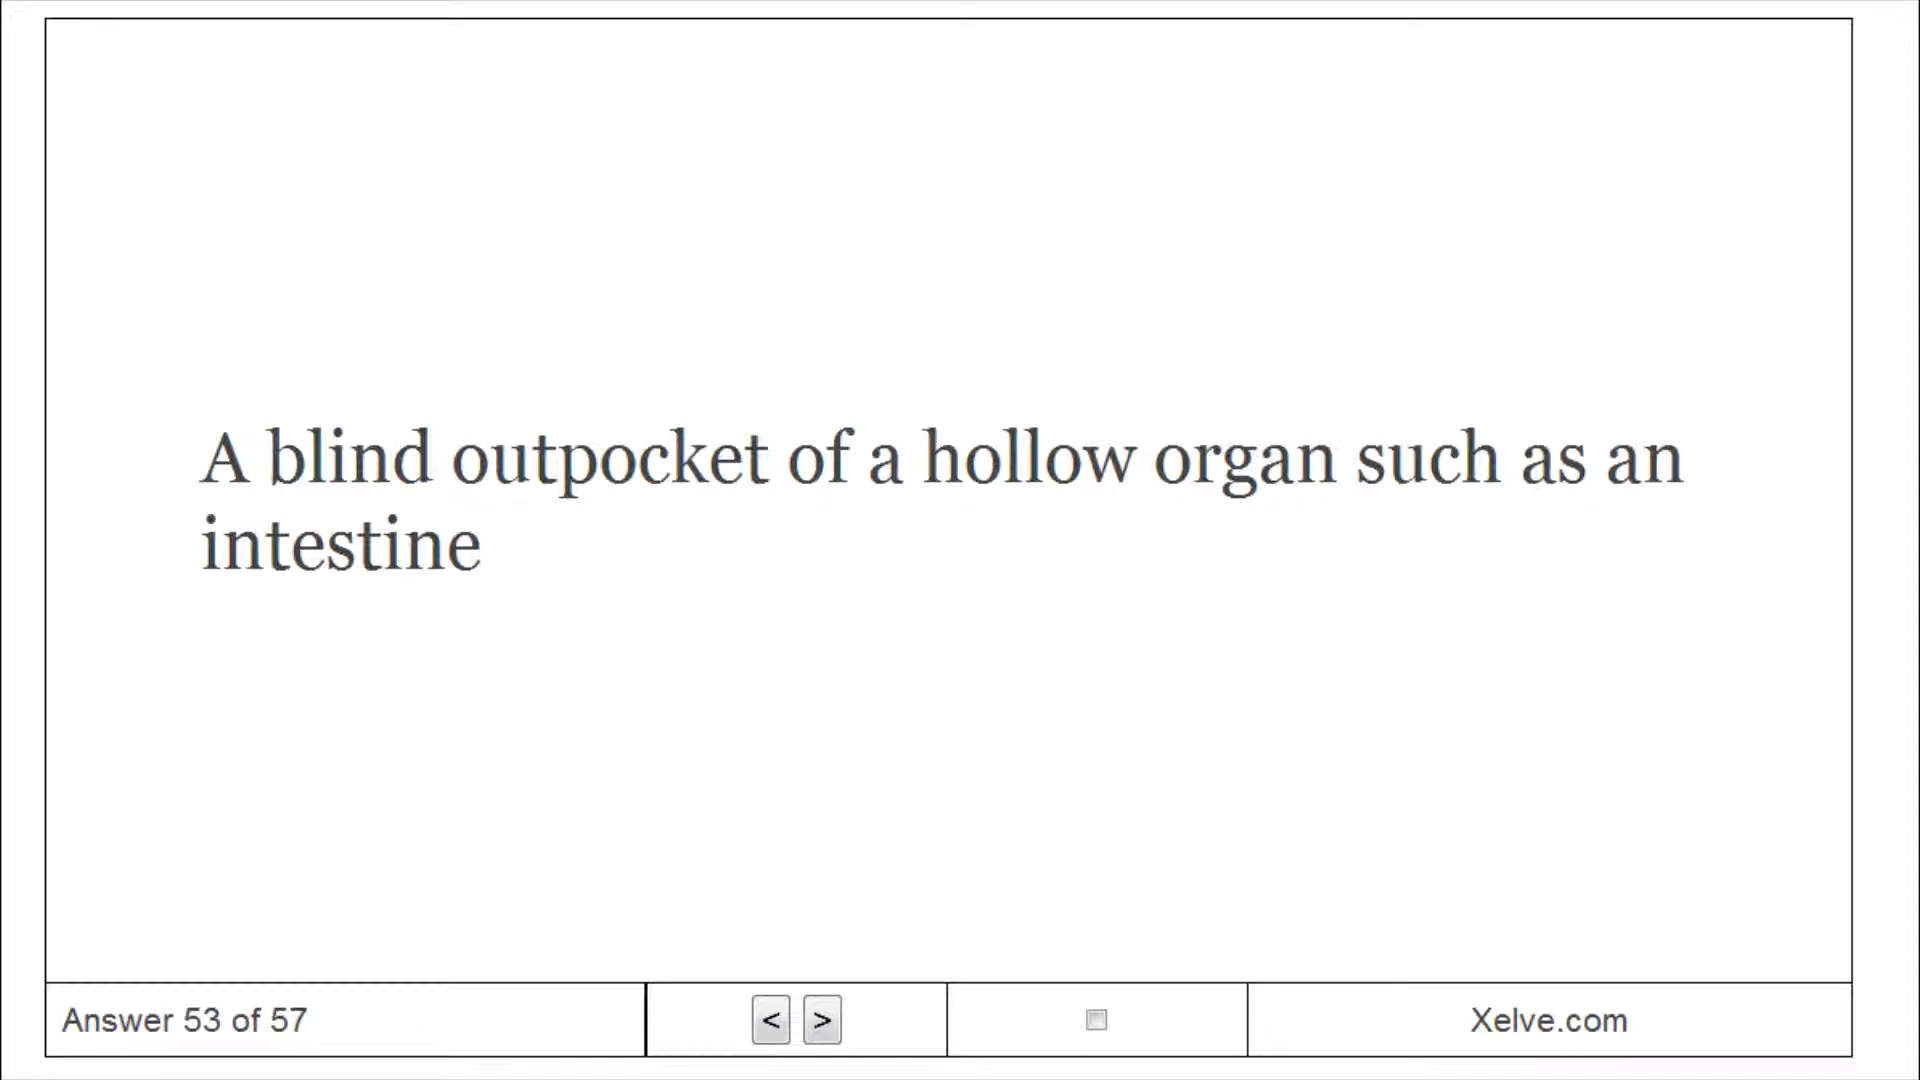 A blind outpocket of a hollow organ such as an
intestine
Answer 53 of 57
< >
Xelve.com